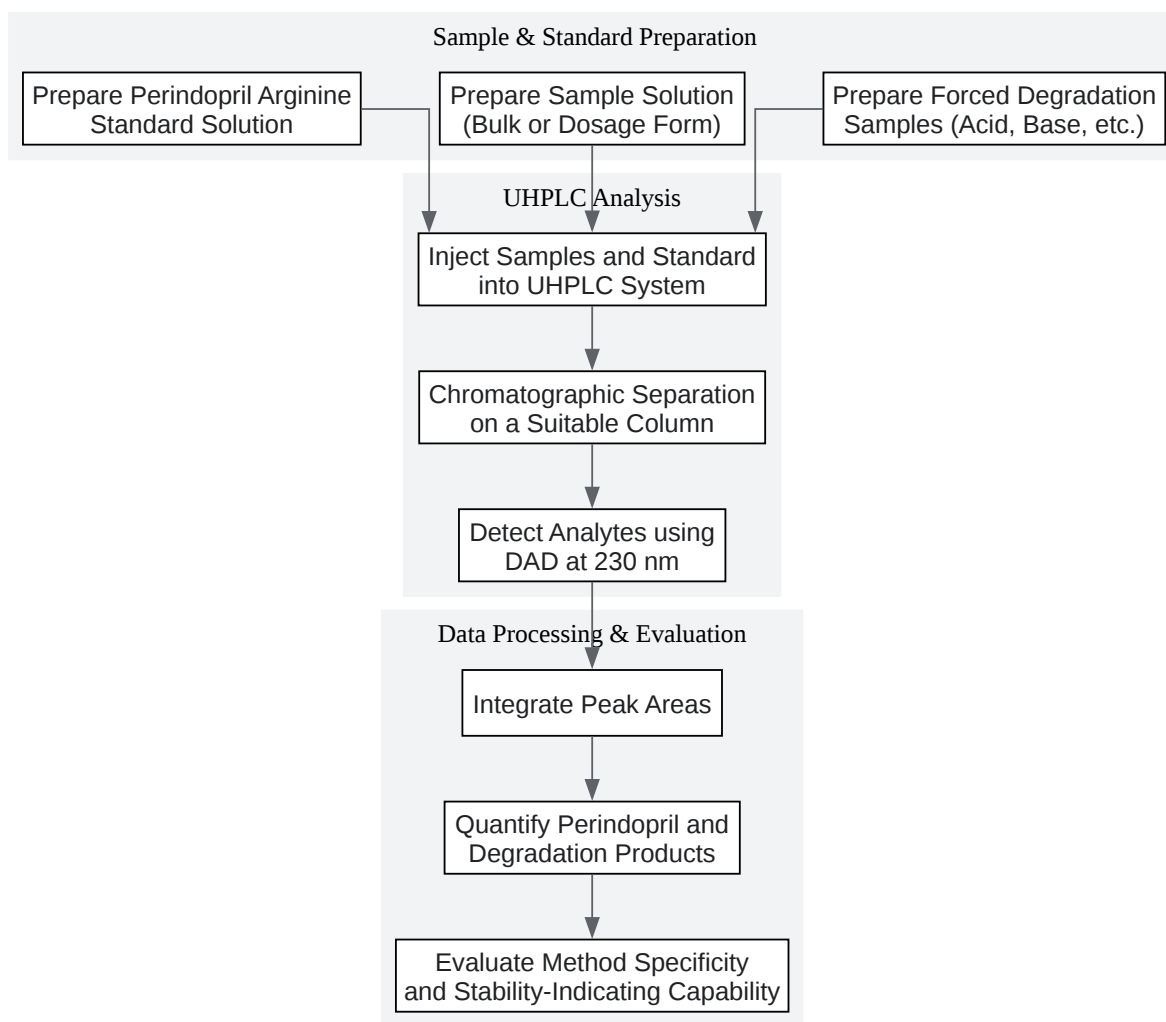 Sample & Standard Preparation
Prepare Perindopril Arginine
Standard Solution
Prepare Sample Solution
(Bulk or Dosage Form)
Prepare Forced Degradation
Samples (Acid, Base, etc.)
UHPLC Analysis
Inject Samples and Standard
into UHPLC System
Chromatographic Separation
on a Suitable Column
Detect Analytes using
DAD at 230 nm
Data Processing & Evaluation
Integrate Peak Areas
Quantify Perindopril and
Degradation Products
Evaluate Method Specificity
and Stability-Indicating Capability